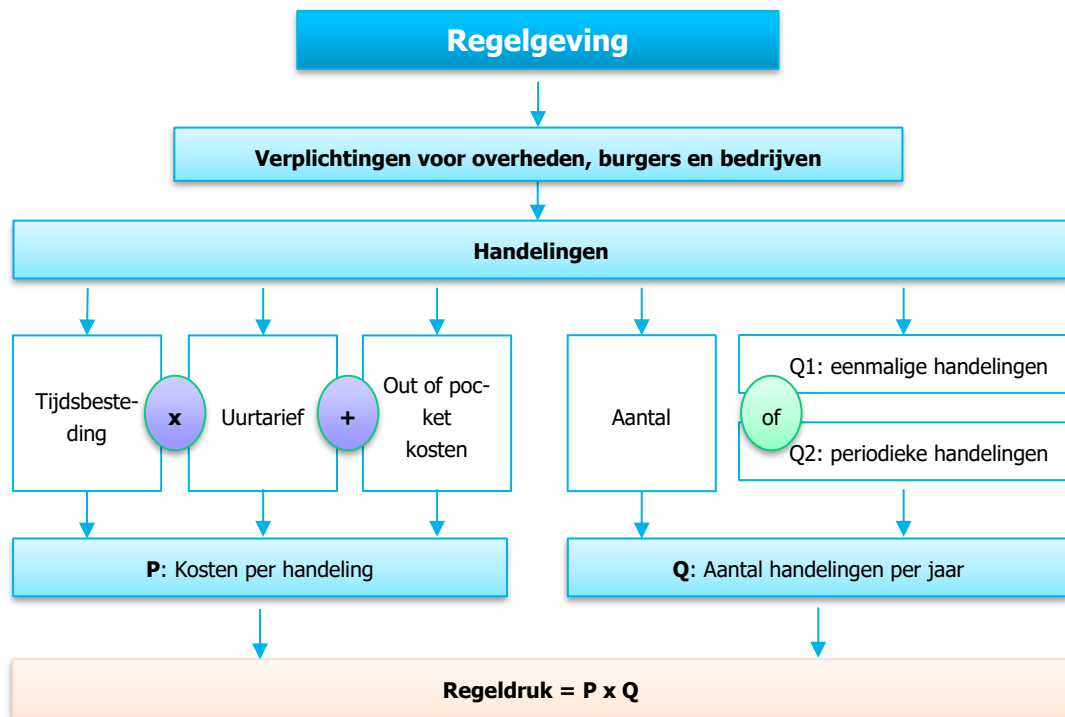 Regelgeving
Verplichtingen voor overheden, burgers en bedrijven
Handelingen
Tijdsbeste-
ding
x
Uurtarief
+
Out of poc-
ket
kosten
Aantal
of
Q1: eenmalige handelingen
Q2: periodieke handelingen
P: Kosten per handeling
Q: Aantal handelingen per jaar
Regeldruk = P x Q